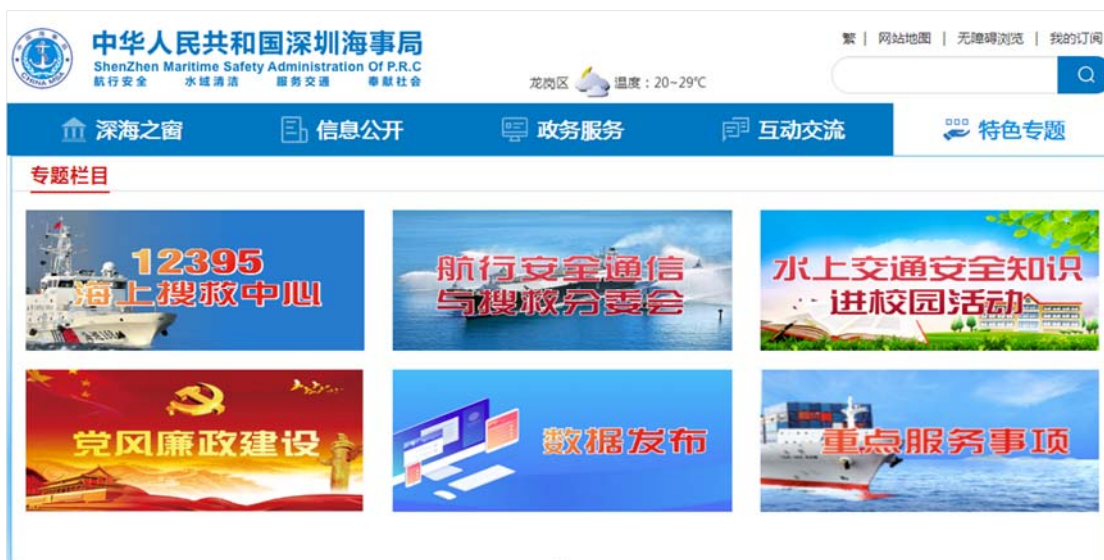 中华人民共和国深圳海事局
ShenZhen Maritime Safety Administration Of P.R.C
航行安全 水域清洁 服务交通 奉献社会
CHINA MSA
龙岗区 温度：20~29℃
繁 | 网站地图 | 无障碍浏览 | 我的订阅
深海之窗 信息公开 政务服务 互动交流 特色专题
专题栏目
12395
海上搜救中心
航行安全通信
与搜救分委会
水上交通安全知识
进校园活动
党风廉政建设
数据发布
重点服务事项